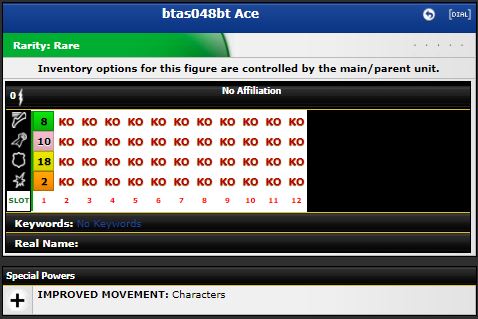 btas048bt Ace
[DIAL]
Rarity: Rare
Inventory options for this figure are controlled by the main/parent unit.
0 No Affiliation
8 KO KO KO KO KO KO KO KO KO KO KO
10 KO KO KO KO KO KO KO KO KO KO KO
18 KO KO KO KO KO KO KO KO KO KO KO
2 KO KO KO KO KO KO KO KO KO KO KO
SLOT 1 2 3 4 5 6 7 8 9 10 11 12
Keywords: No Keywords
Real Name:
Special Powers
IMPROVED MOVEMENT: Characters